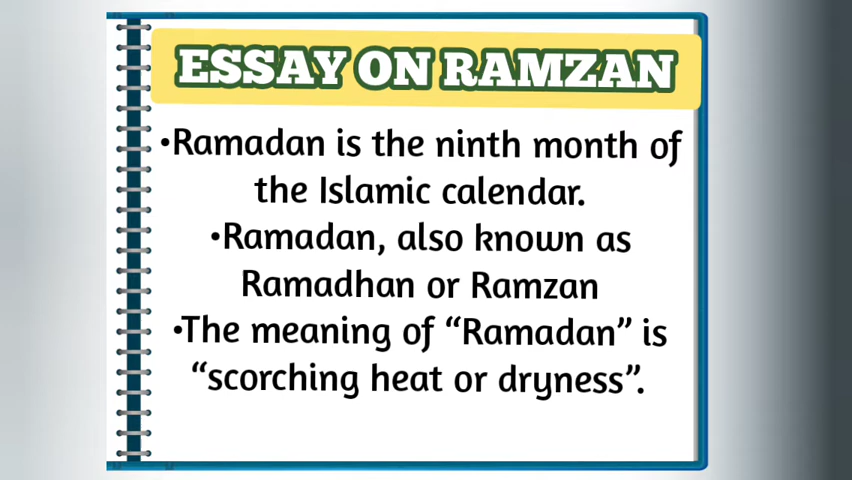 ESSAY ON RAMZAN
•Ramadan is the ninth month of
the Islamic calendar.
•Ramadan, also known as
Ramadhan or Ramzan
•The meaning of “Ramadan” is
“scorching heat or dryness”.